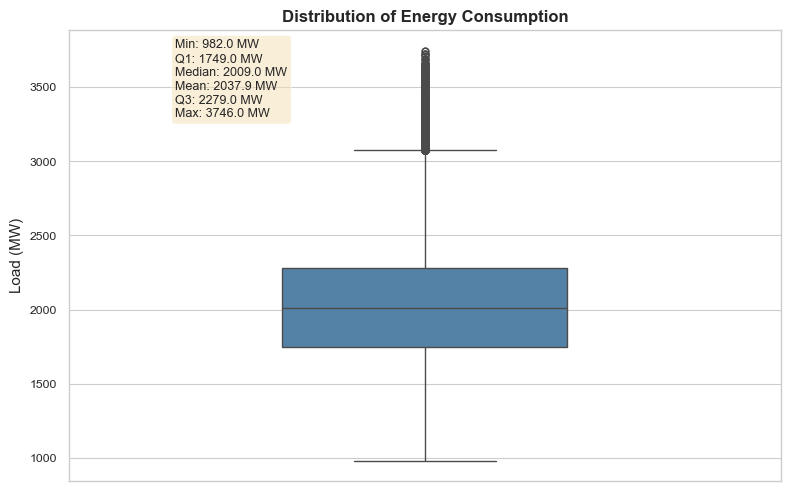 Distribution of Energy Consumption
Min: 982.0 MW
Q1: 1749.0 MW
Median: 2009.0 MW
Mean: 2037.9 MW
Q3: 2279.0 MW
Max: 3746.0 MW
Load (MW)
3500
3000
2500
2000
1500
1000